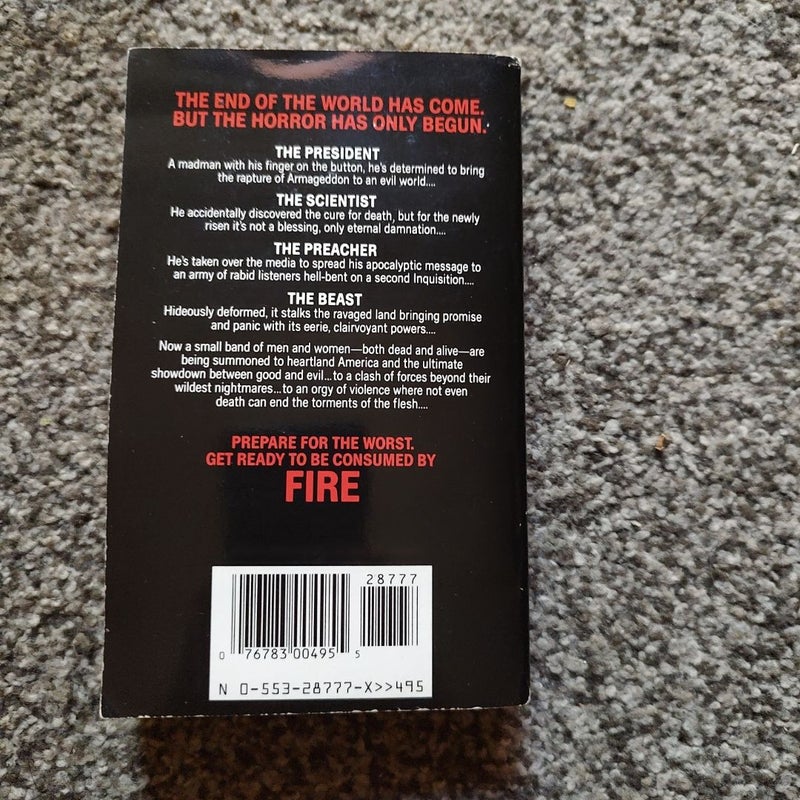 THE END OF THE WORLD HAS COME.
BUT THE HORROR HAS ONLY BEGUN.
THE PRESIDENT
A madman with his finger on the button, he's determined to bring
the rapture of Armageddon to an evil world....
THE SCIENTIST
He accidentally discovered the cure for death, but for the newly
risen it's not a blessing, only eternal damnation....
THE PREACHER
He's taken over the media to spread his apocalyptic message to
an army of rabid listeners hell-bent on a second Inquisition....
THE BEAST
Hideously deformed, it stalks the ravaged land bringing promise
and panic with its eerie, clairvoyant powers....
Now a small band of men and women—both dead and alive—are
being summoned to heartland America and the ultimate
showdown between good and evil...to a clash of forces beyond their
wildest nightmares...to an orgy of violence where not even
death can end the torments of the flesh....
PREPARE FOR THE WORST.
GET READY TO BE CONSUMED BY
FIRE
28777
0 76783 00495 5
N 0-553-28777-X>>495